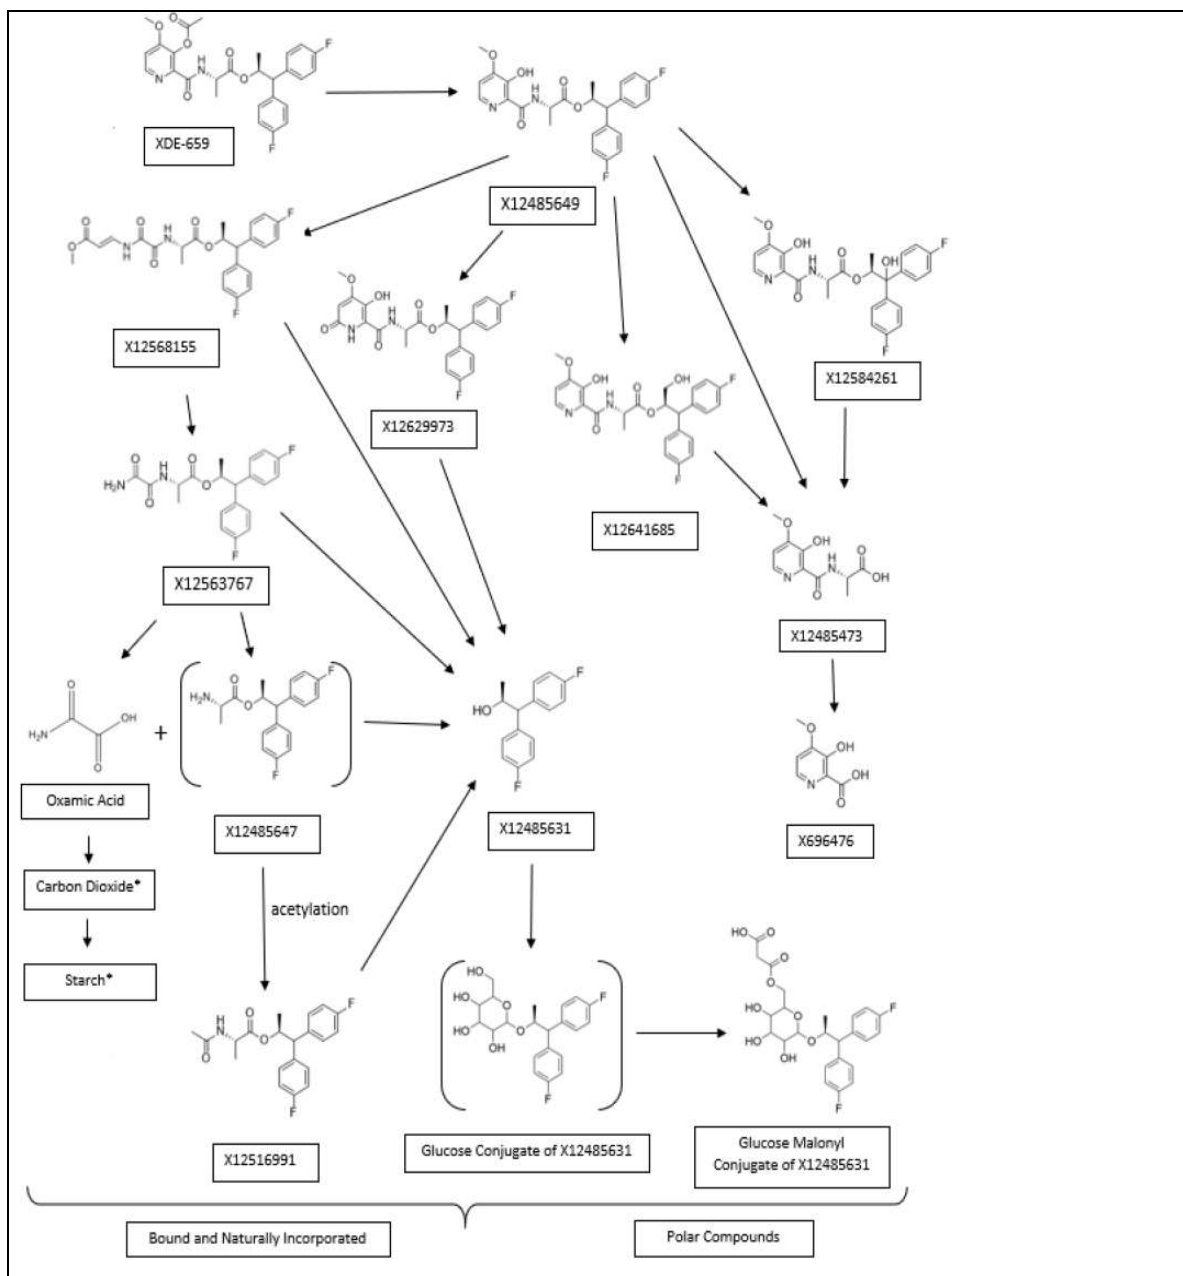 XDE-659
X12485649
X12568155
X12629973
X12584261
X12641685
X12563767
X12485473
Oxamic Acid
X12485647
X12485631
X696476
Carbon Dioxide*
acetylation
Starch*
X12516991
Glucose Conjugate of X12485631
Glucose Malonyl
Conjugate of X12485631
Bound and Naturally Incorporated
Polar Compounds